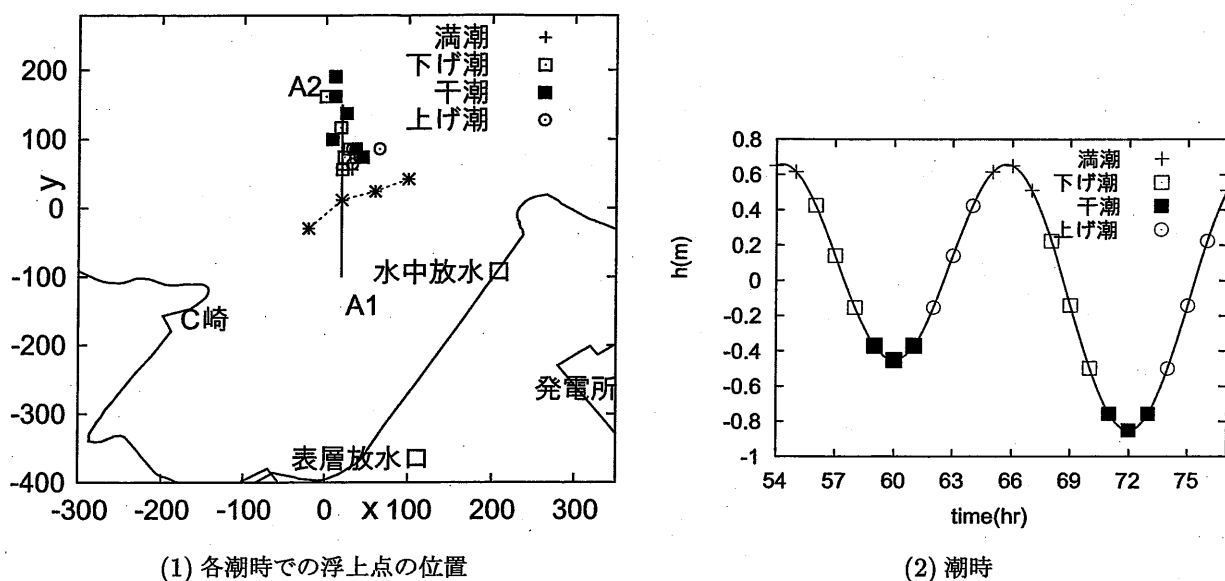 満潮 +
下げ潮
干潮
上げ潮
A2
A1
水中放水口
C崎
発電所
表層放水口
200
100
0
-100
-200
-300
-400
y
-300 -200 -100 0 x 100 200 300
(1) 各潮時での浮上点の位置
満潮 +
下げ潮
干潮
上げ潮
0.8
0.6
0.4
0.2
0
-0.2
-0.4
-0.6
-0.8
-1
h(m)
54 57 60 63 66 69 72 75
time(hr)
(2) 潮時